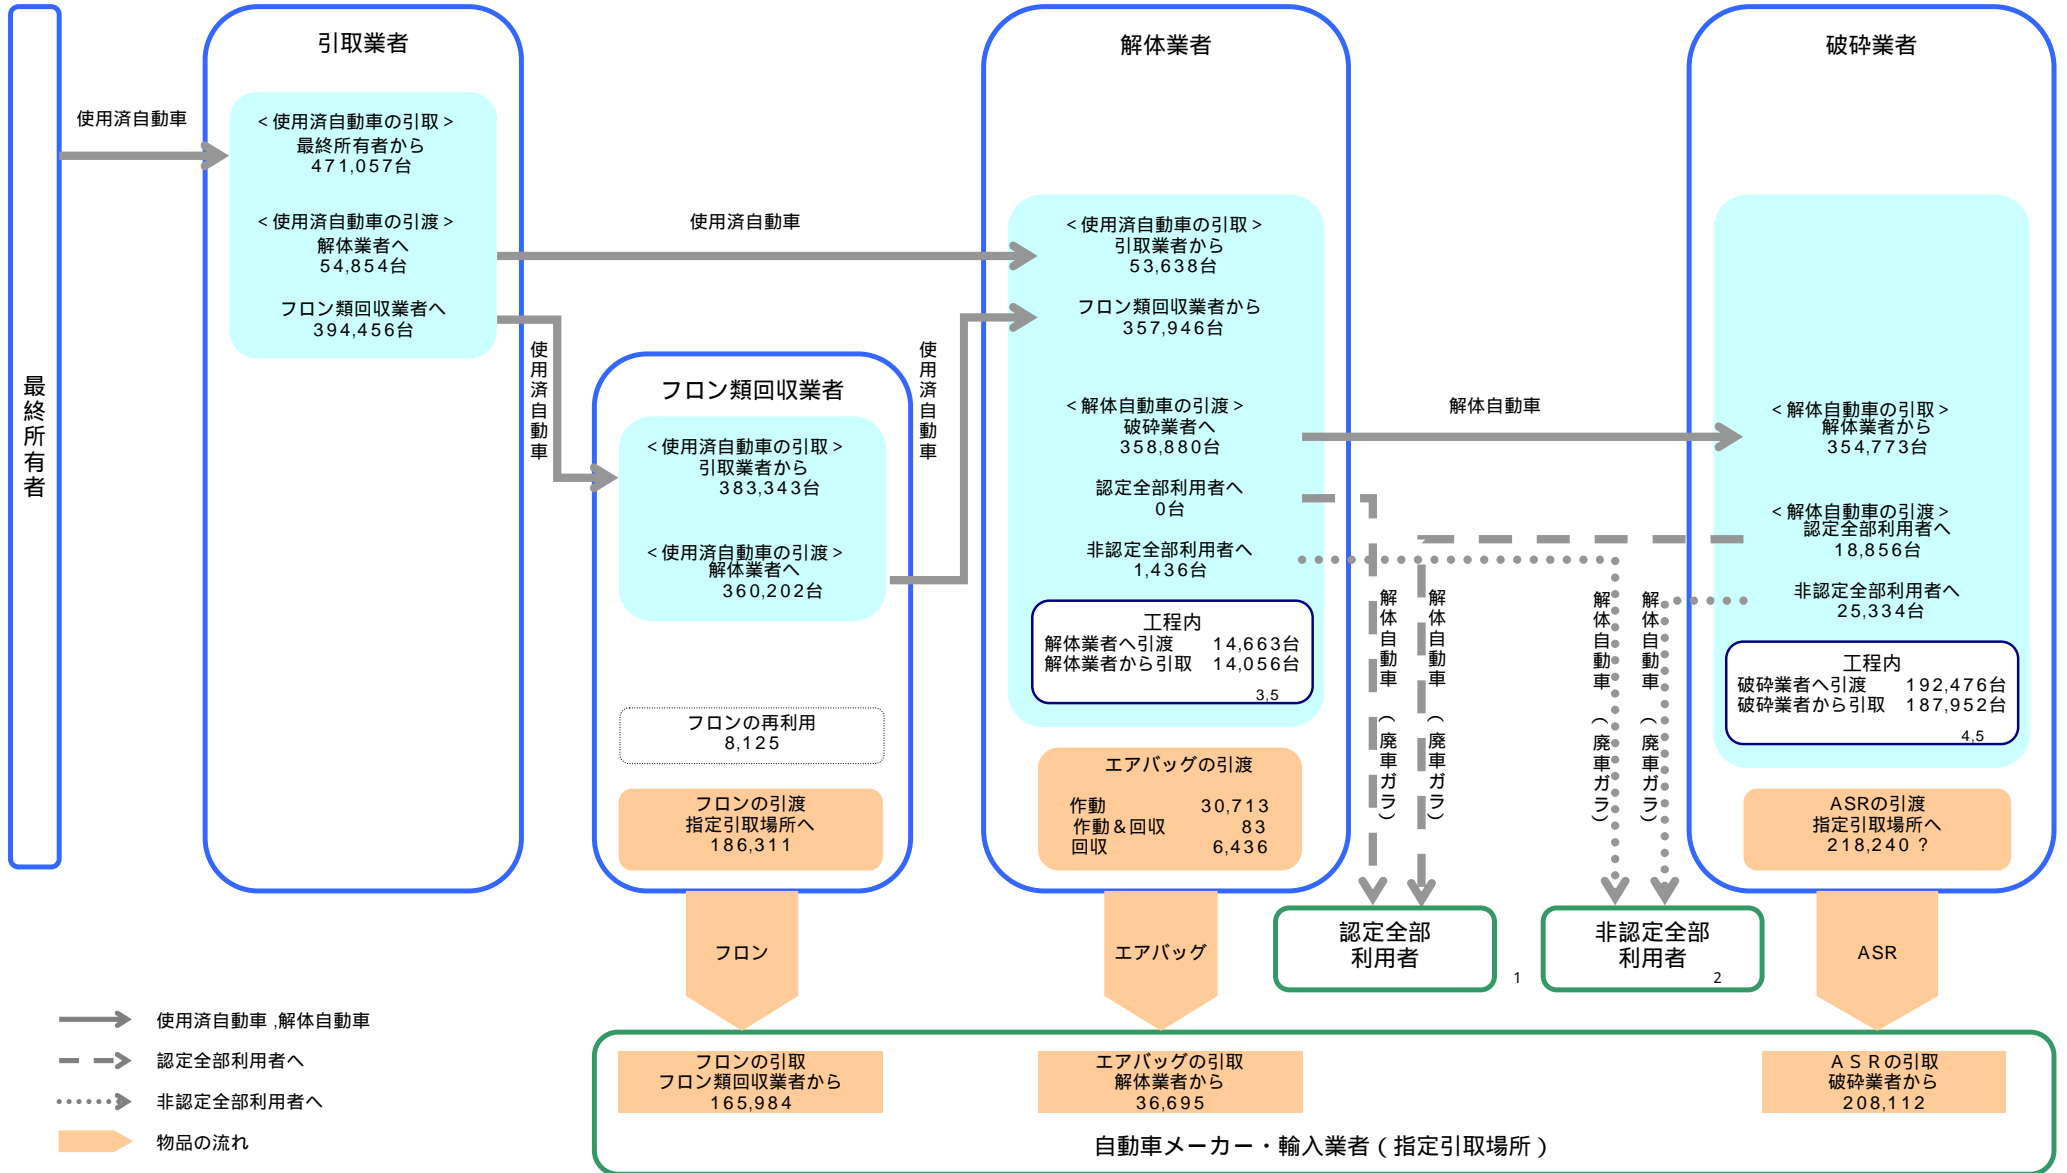 最終所有者
使用済自動車
引取業者
＜使用済自動車の引取＞
最終所有者から
471,057台
＜使用済自動車の引渡＞
解体業者へ
54,854台
フロン類回収業者へ
394,456台
使用済自動車
使用済自動車
フロン類回収業者
＜使用済自動車の引取＞
引取業者から
383,343台
＜使用済自動車の引渡＞
解体業者へ
360,202台
フロンの再利用
8,125
フロンの引渡
指定引取場所へ
186,311
使用済自動車
解体業者
＜使用済自動車の引取＞
引取業者から
53,638台
フロン類回収業者から
357,946台
＜解体自動車の引渡＞
破砕業者へ
358,880台
認定全部利用者へ
0台
非認定全部利用者へ
1,436台
工程内
解体業者へ引渡 14,663台
解体業者から引取 14,056台
3,5
エアバッグの引渡
作動 30,713
作動＆回収 83
回収 6,436
解体自動車
解体自動車（廃車ガラ）
解体自動車（廃車ガラ）
解体自動車（廃車ガラ）
解体自動車（廃車ガラ）
破砕業者
＜解体自動車の引取＞
解体業者から
354,773台
＜解体自動車の引渡＞
認定全部利用者へ
18,856台
非認定全部利用者へ
25,334台
工程内
破砕業者へ引渡 192,476台
破砕業者から引取 187,952台
4,5
ASRの引渡
指定引取場所へ
218,240 ?
フロン
エアバッグ
認定全部
利用者
1
非認定全部
利用者
2
ASR
使用済自動車 ,解体自動車
認定全部利用者へ
非認定全部利用者へ
物品の流れ
フロンの引取
フロン類回収業者から
165,984
エアバッグの引取
解体業者から
36,695
ＡＳＲの引取
破砕業者から
208,112
自動車メーカー・輸入業者（指定引取場所）